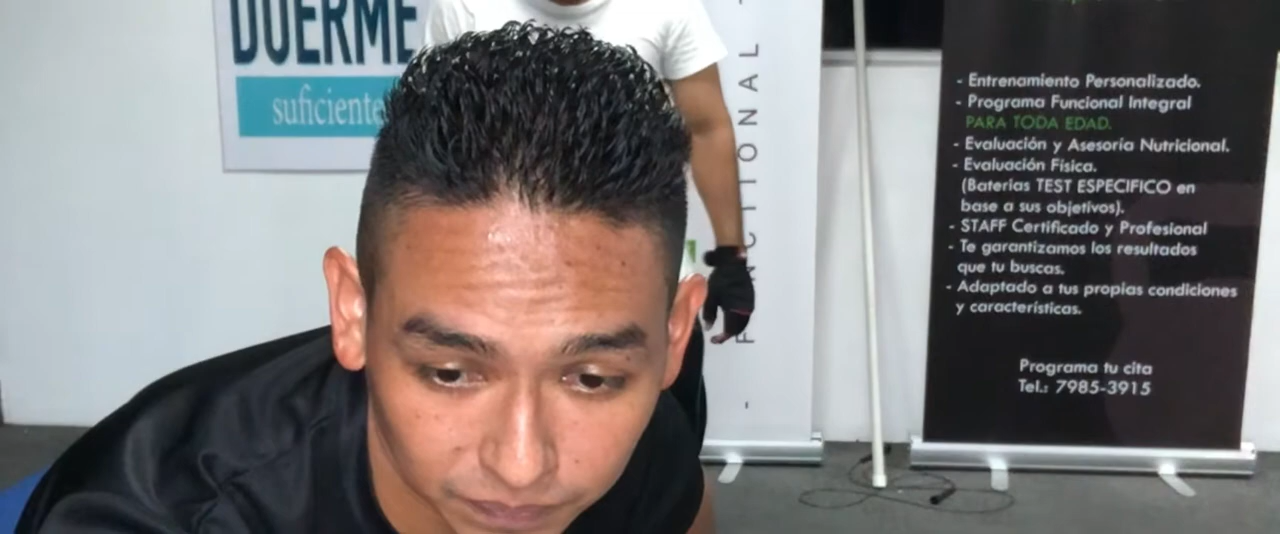 DUERME
suficiente
FUNCTIONAL
- Entrenamiento Personalizado.
- Programa Funcional Integral
PARA TODA EDAD.
- Evaluación y Asesoría Nutricional.
- Evaluación Física.
(Baterías TEST ESPECIFICO en
base a sus objetivos).
- STAFF Certificado y Profesional
- Te garantizamos los resultados
que tu buscas.
- Adaptado a tus propias condiciones
y características.
Programa tu cita
Tel.: 7985-3915